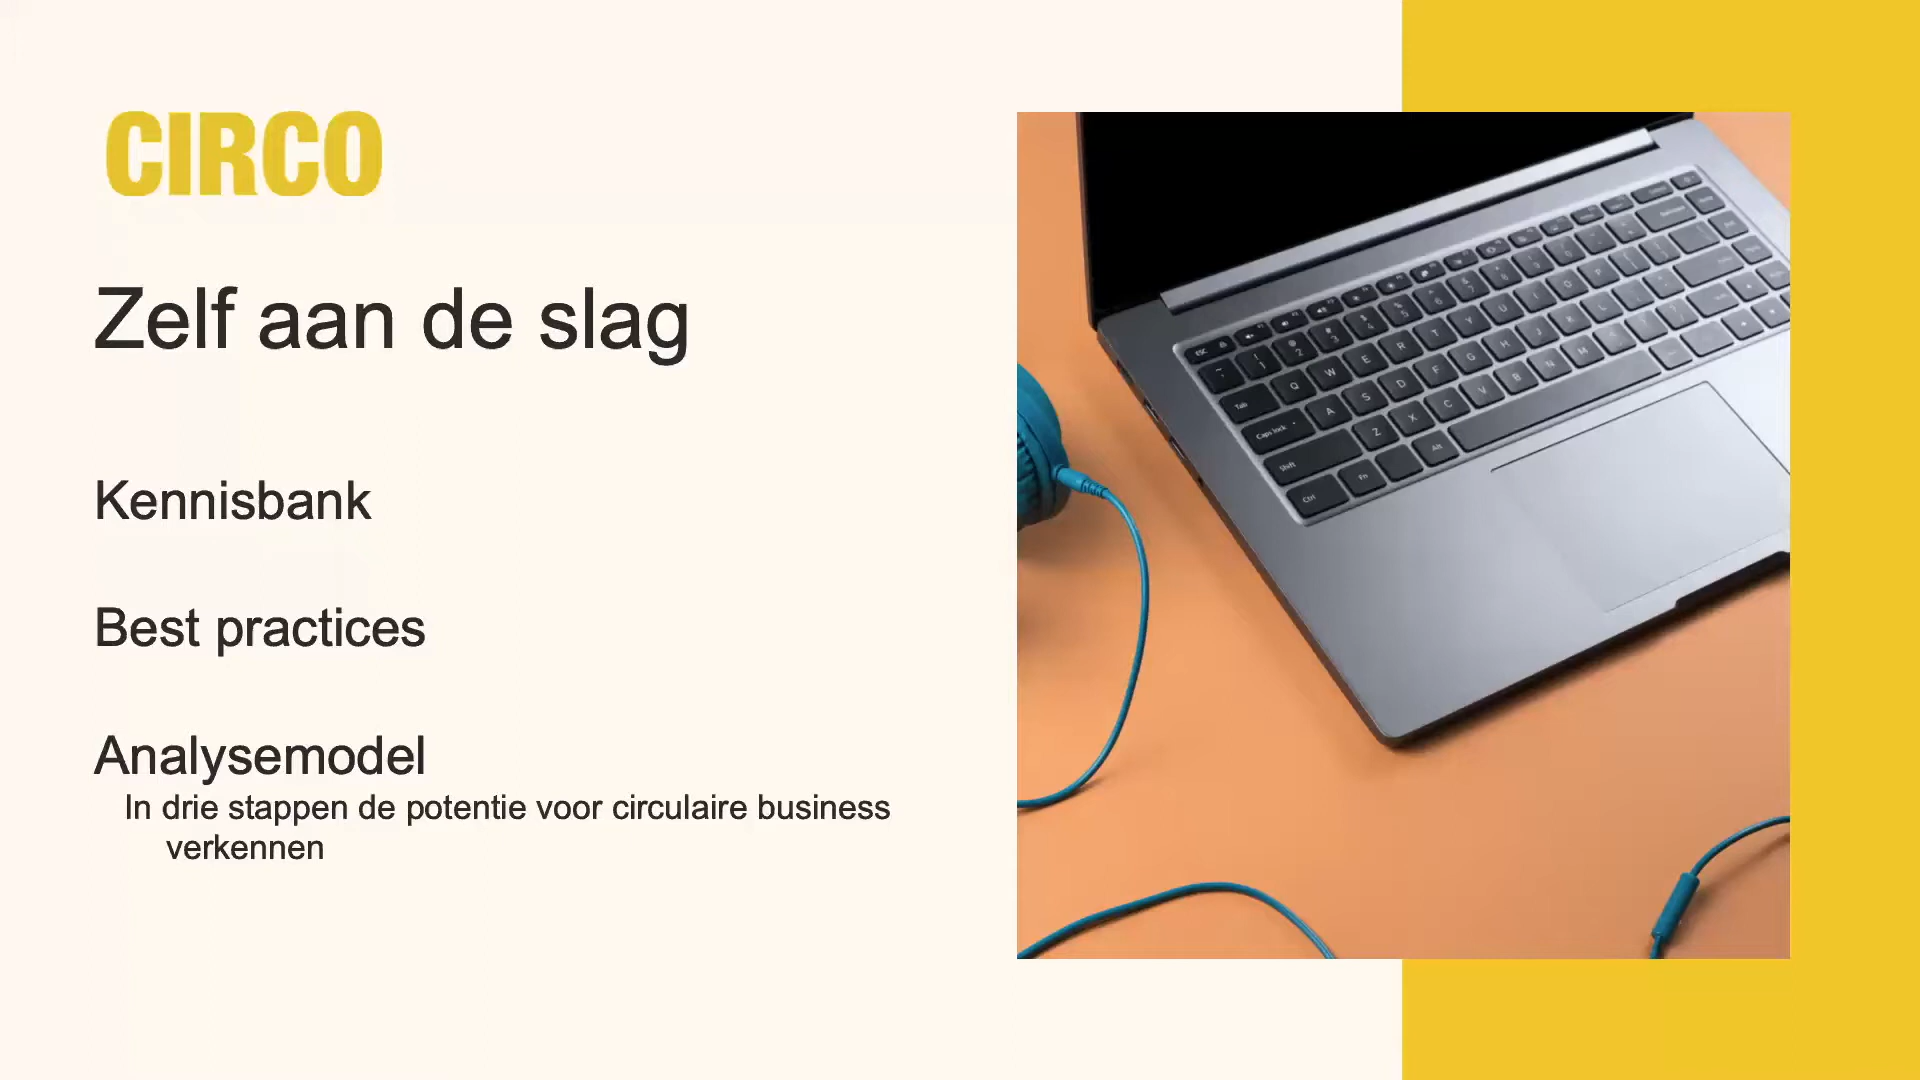 CIRCO
Zelf aan de slag
Kennisbank
Best practices
Analysemodel
In drie stappen de potentie voor circulaire business
verkennen